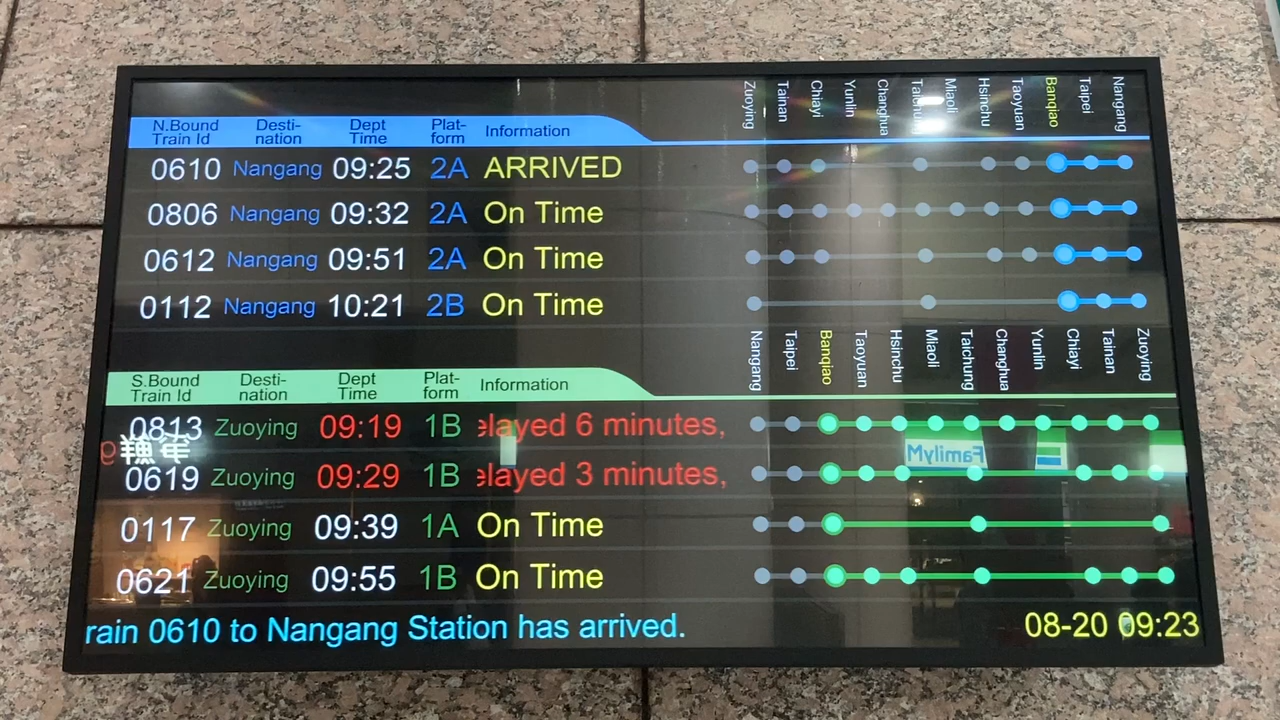 Zuoying Tainan Chiayi Yunlin Changhua Taichung Miaoli Hsinchu Taoyuan Banqiao Taipei Nangang
N.Bound Train Id Desti-nation Dept Time Plat-form Information
0610 Nangang 09:25 2A ARRIVED
0806 Nangang 09:32 2A On Time
0612 Nangang 09:51 2A On Time
0112 Nangang 10:21 2B On Time
Nangang Taipei Banqiao Taoyuan Hsinchu Miaoli Taichung Changhua Yunlin Chiayi Tainan Zuoying
S.Bound Train Id Desti-nation Dept Time Plat-form Information
0813 Zuoying 09:19 1B elayed 6 minutes,
FamilyM
0619 Zuoying 09:29 1B elayed 3 minutes,
0117 Zuoying 09:39 1A On Time
0621 Zuoying 09:55 1B On Time
rain 0610 to Nangang Station has arrived. 08-20 09:23